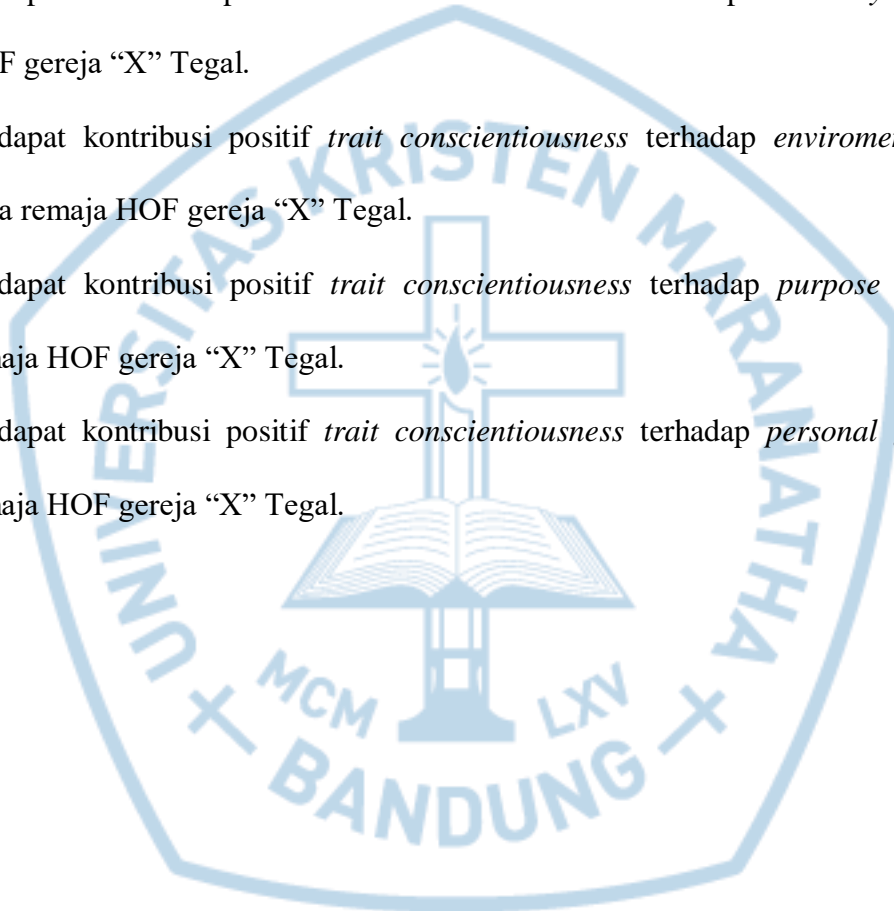 F gereja “X” Tegal.
dapat kontribusi positif trait conscientiousness terhadap enviromen
a remaja HOF gereja “X” Tegal.
dapat kontribusi positif trait conscientiousness terhadap purpose
aja HOF gereja “X” Tegal.
dapat kontribusi positif trait conscientiousness terhadap personal
aja HOF gereja “X” Tegal.
UNIVERSITAS KRISTEN MARANATHA
MCM LXV
BANDUNG